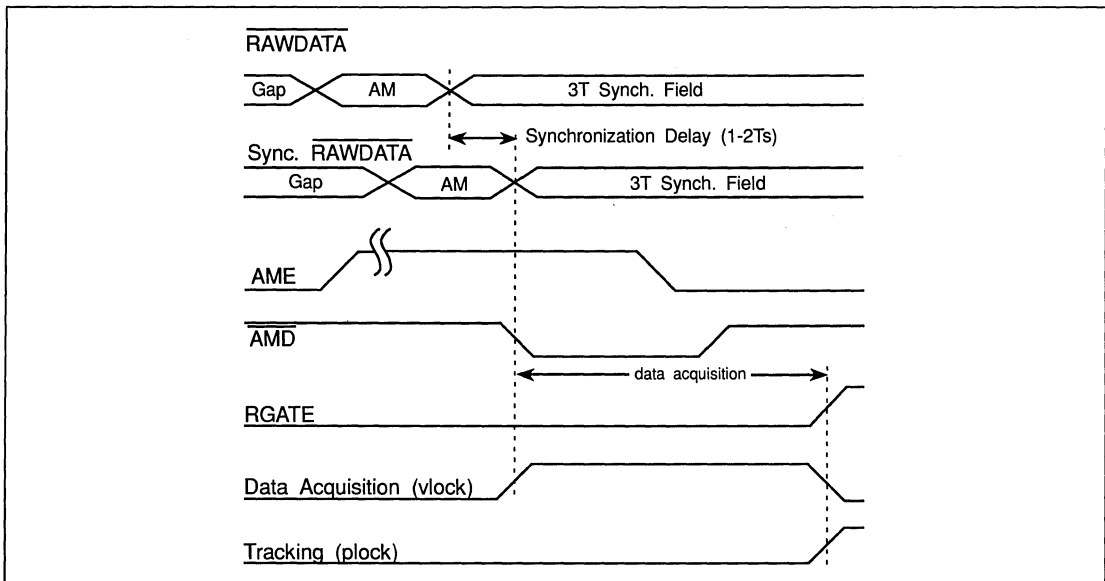 RAWDATA
Gap AM 3T Synch. Field
Synchronization Delay (1-2Ts)
Sync. RAWDATA
Gap AM 3T Synch. Field
AME
AMD
data acquisition
RGATE
Data Acquisition (vlock)
Tracking (plock)